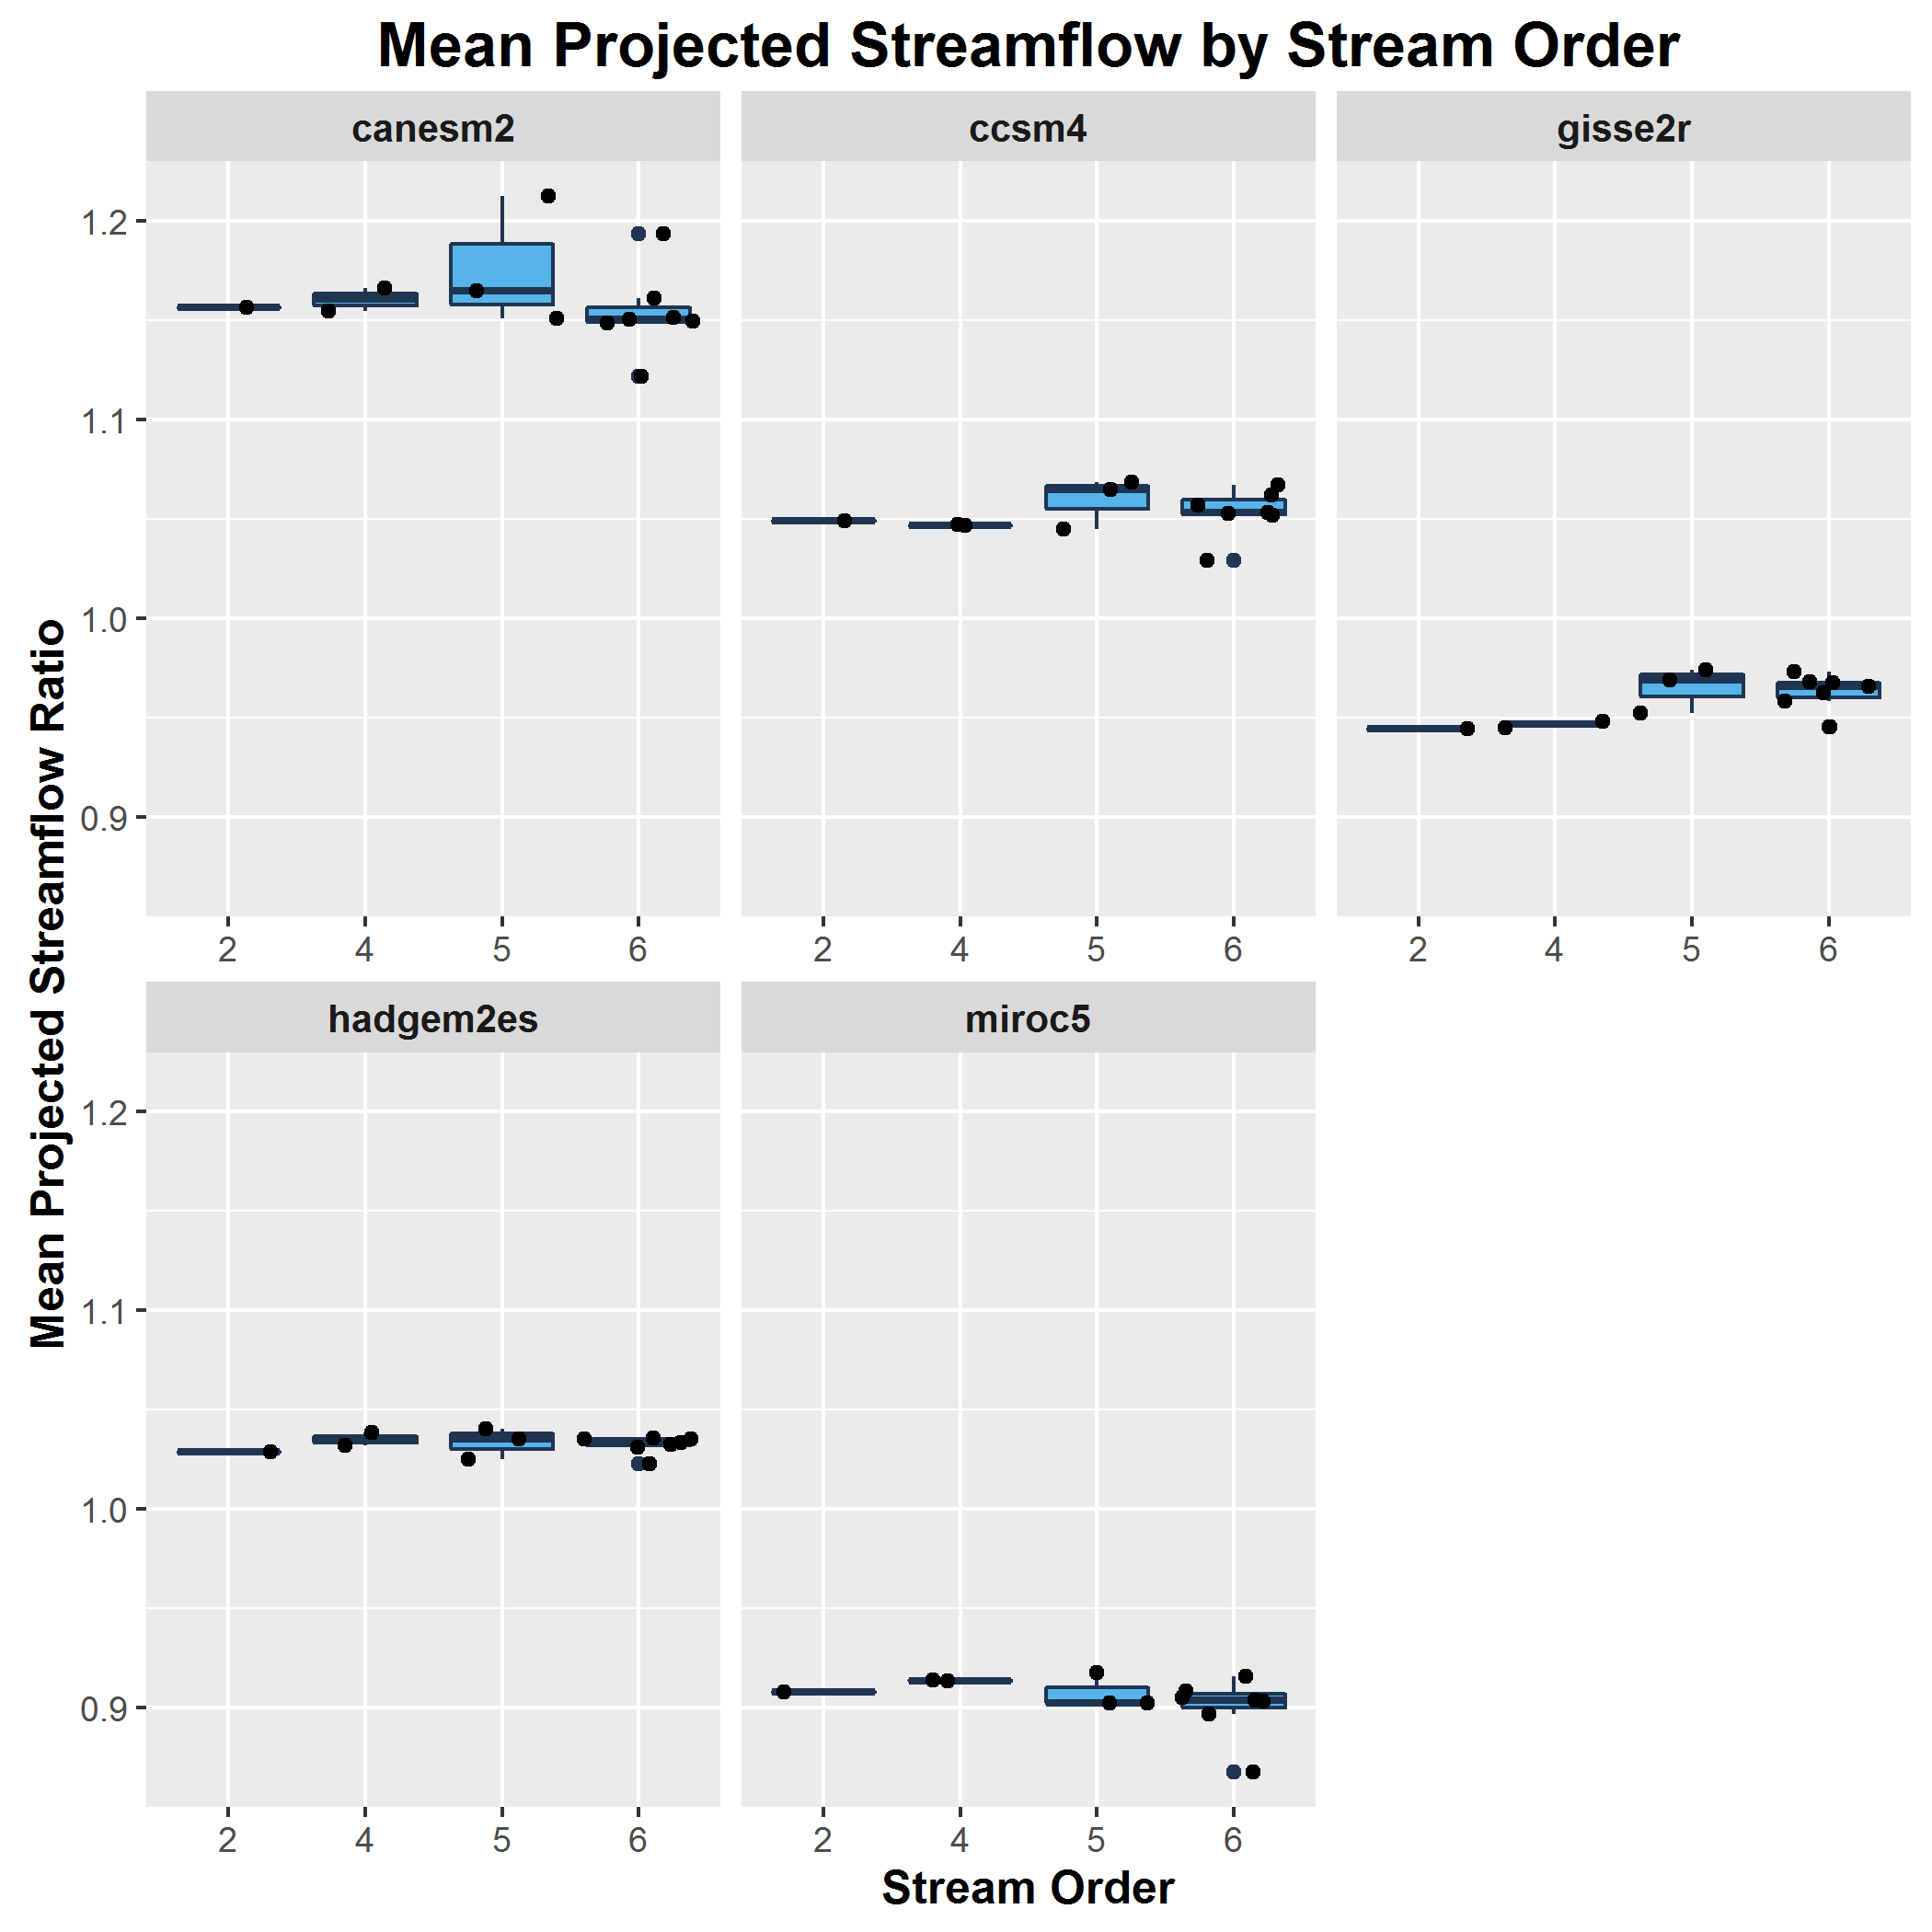 Mean Projected Streamflow by Stream Order
canesm2 ccsm4 gisse2r
1.2
1.1
1.0
0.9
2 4 5 6 2 4 5 6 2 4 5 6
Mean Projected Streamflow Ratio
hadgem2es miroc5
1.2
1.1
1.0
0.9
2 4 5 6 2 4 5 6
Stream Order